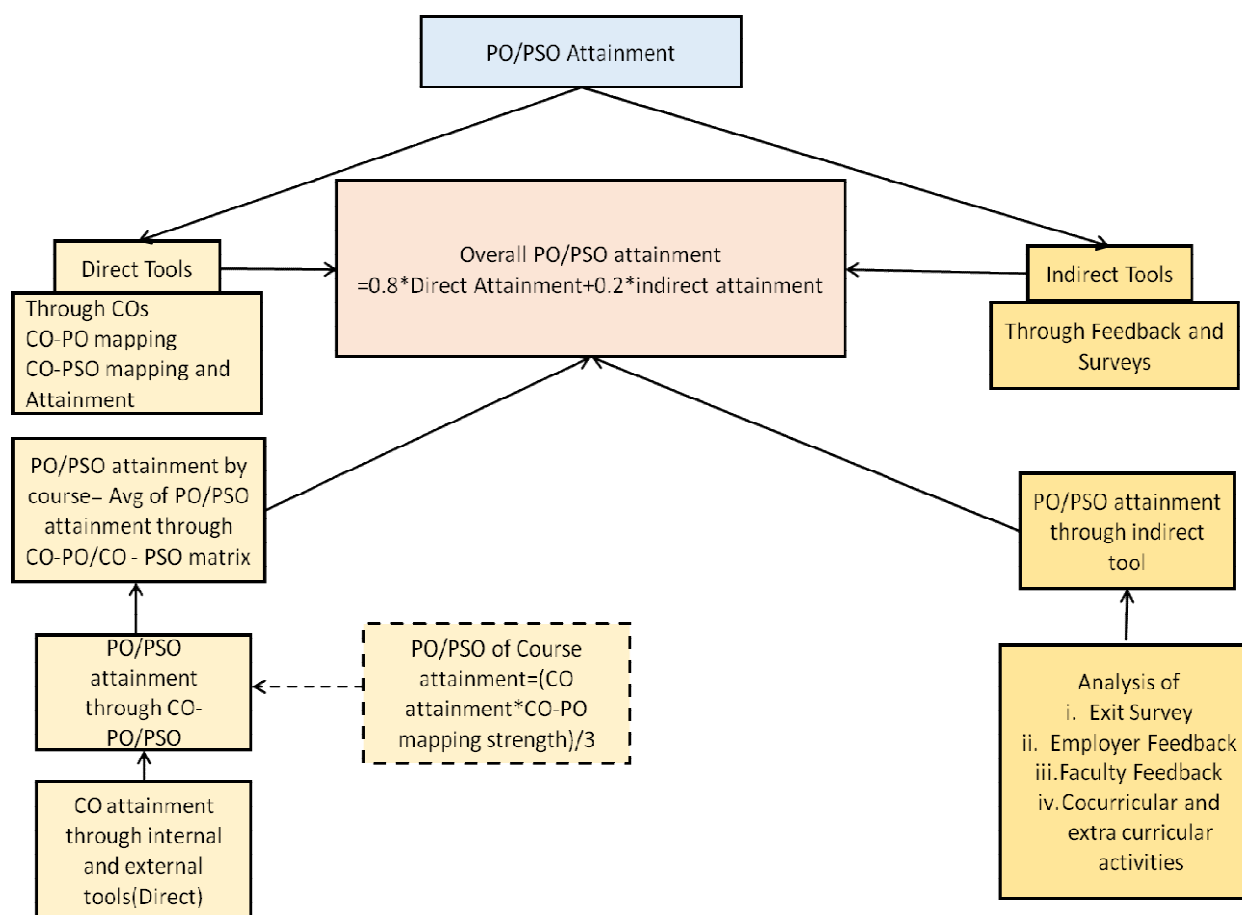 PO/PSO Attainment
Overall PO/PSO attainment
=0.8*Direct Attainment+0.2*indirect attainment
Direct Tools
Through COs
CO-PO mapping
CO-PSO mapping and
Attainment
Indirect Tools
Through Feedback and
Surveys
PO/PSO attainment by
course= Avg of PO/PSO
attainment through
CO-PO/CO - PSO matrix
PO/PSO attainment
through indirect
tool
PO/PSO
attainment
through CO-
PO/PSO
PO/PSO of Course
attainment=(CO
attainment*CO-PO
mapping strength)/3
Analysis of
i. Exit Survey
ii. Employer Feedback
iii.Faculty Feedback
iv.Cocurricular and
extra curricular
activities
CO attainment
through internal
and external
tools(Direct)